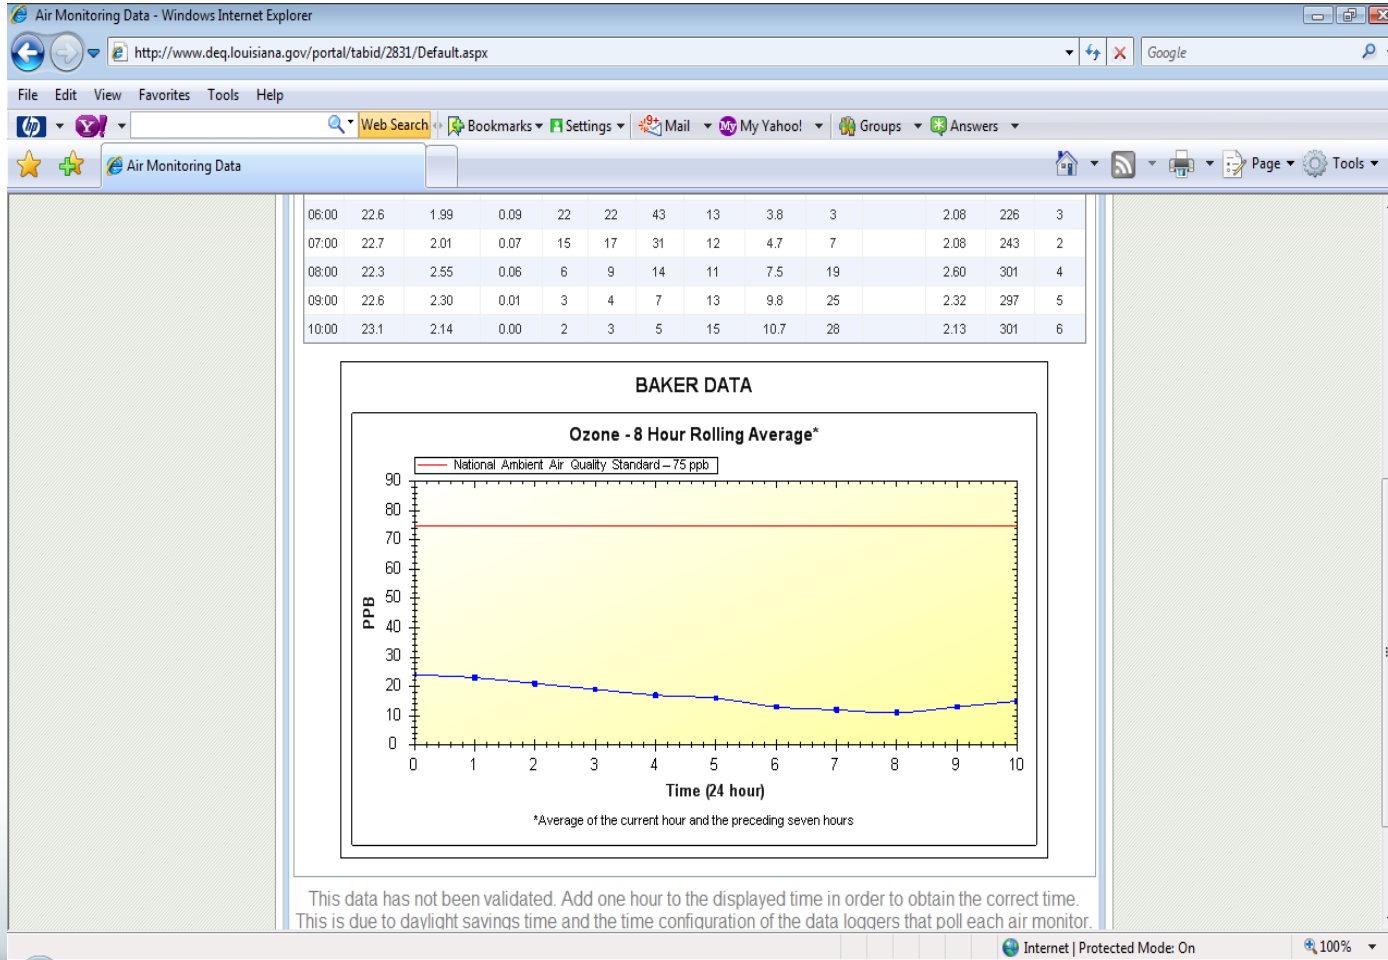 Air Monitoring Data - Windows Internet Explorer
http://www.deq.louisiana.gov/portal/tabid/2831/Default.aspx
Google
File Edit View Favorites Tools Help
hp Y! Web Search Bookmarks Settings 9+ Mail My My Yahoo! Groups Answers
Air Monitoring Data
Page Tools
06:00 22.6 1.99 0.09 22 22 43 13 3.8 3 2.08 226 3
07:00 22.7 2.01 0.07 15 17 31 12 4.7 7 2.08 243 2
08:00 22.3 2.55 0.06 6 9 14 11 7.5 19 2.60 301 4
09:00 22.6 2.30 0.01 3 4 7 13 9.8 25 2.32 297 5
10:00 23.1 2.14 0.00 2 3 5 15 10.7 28 2.13 301 6
BAKER DATA
Ozone - 8 Hour Rolling Average*
National Ambient Air Quality Standard – 75 ppb
90
80
70
60
50
40
30
20
10
0
PPB
0 1 2 3 4 5 6 7 8 9 10
Time (24 hour)
*Average of the current hour and the preceding seven hours
This data has not been validated. Add one hour to the displayed time in order to obtain the correct time.
This is due to daylight savings time and the time configuration of the data loggers that poll each air monitor.
Internet | Protected Mode: On
100%